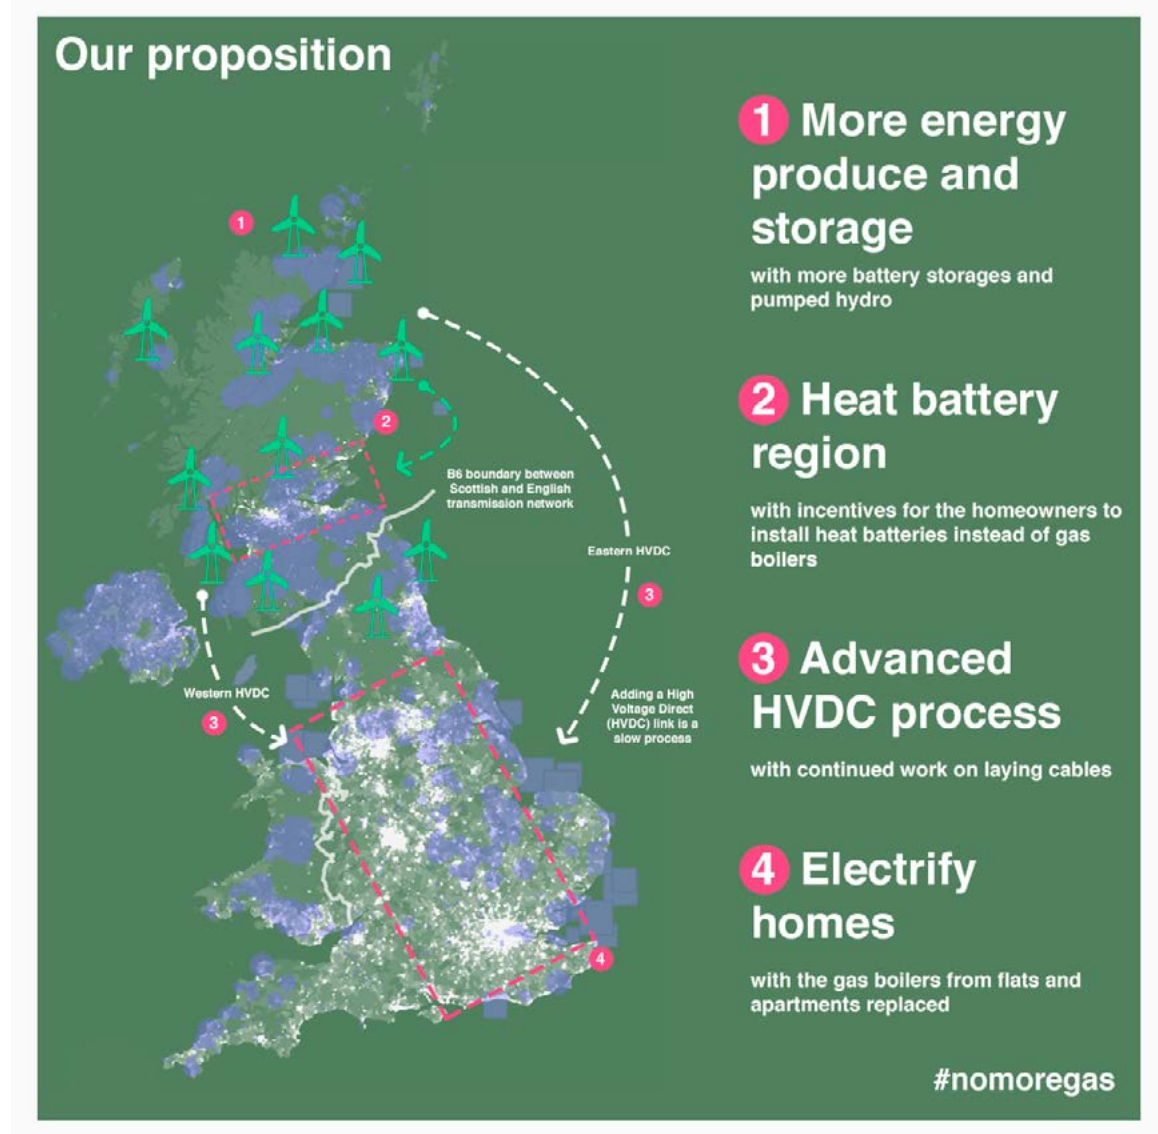 Our proposition
1
2
B6 boundary between
Scottish and English
transmission network
Eastern HVDC
3
Western HVDC
3
Adding a High
Voltage Direct
(HVDC) link is a
slow process
4
1 More energy
produce and
storage
with more battery storages and
pumped hydro
2 Heat battery
region
with incentives for the homeowners to
install heat batteries instead of gas
boilers
3 Advanced
HVDC process
with continued work on laying cables
4 Electrify
homes
with the gas boilers from flats and
apartments replaced
#nomoregas